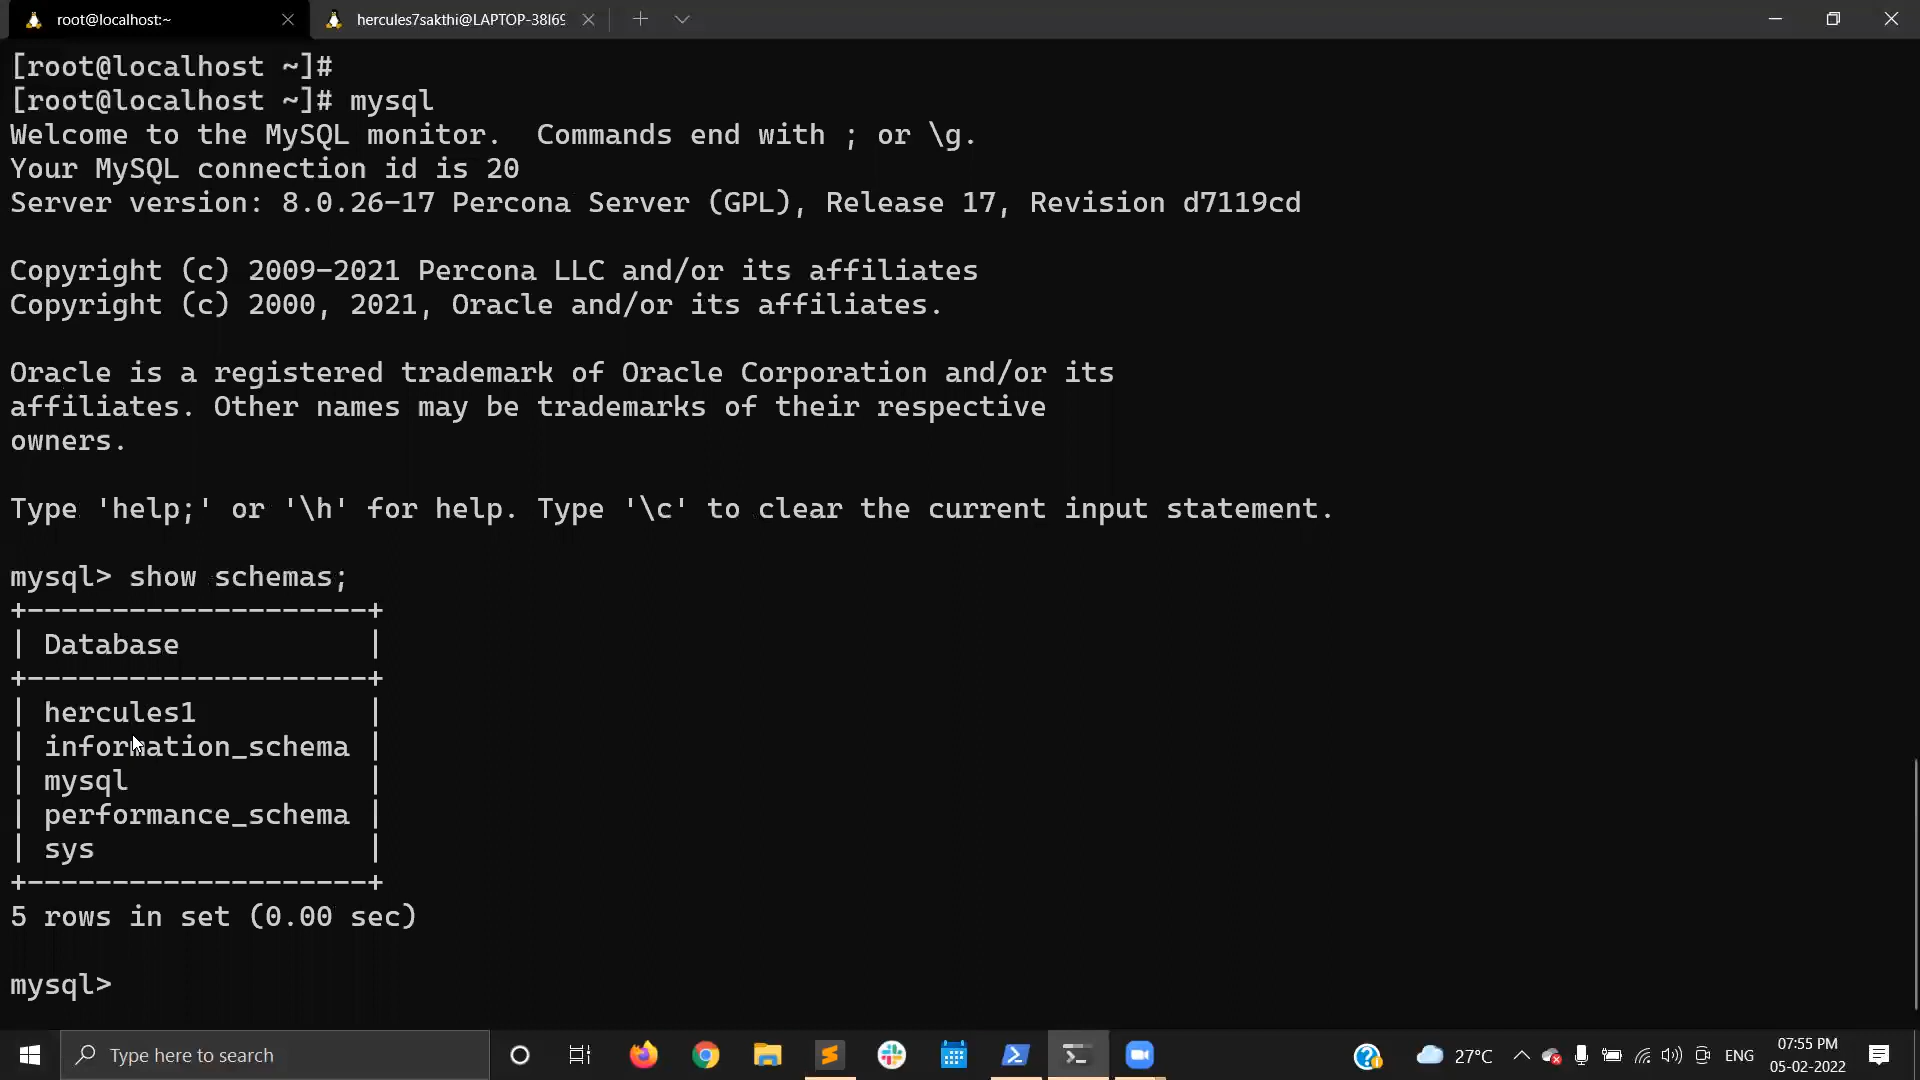 root@localhost:~
hercules7sakthi@LAPTOP-38I69
[root@localhost ~]#
[root@localhost ~]# mysql
Welcome to the MySQL monitor.  Commands end with ; or \g.
Your MySQL connection id is 20
Server version: 8.0.26-17 Percona Server (GPL), Release 17, Revision d7119cd
Copyright (c) 2009-2021 Percona LLC and/or its affiliates
Copyright (c) 2000, 2021, Oracle and/or its affiliates.
Oracle is a registered trademark of Oracle Corporation and/or its
affiliates. Other names may be trademarks of their respective
owners.
Type 'help;' or '\h' for help. Type '\c' to clear the current input statement.
mysql> show schemas;
+--------------------+
| Database           |
+--------------------+
| hercules1          |
| information_schema |
| mysql              |
| performance_schema |
| sys                |
+--------------------+
5 rows in set (0.00 sec)
mysql>
Type here to search
27°C
ENG
07:55 PM
05-02-2022